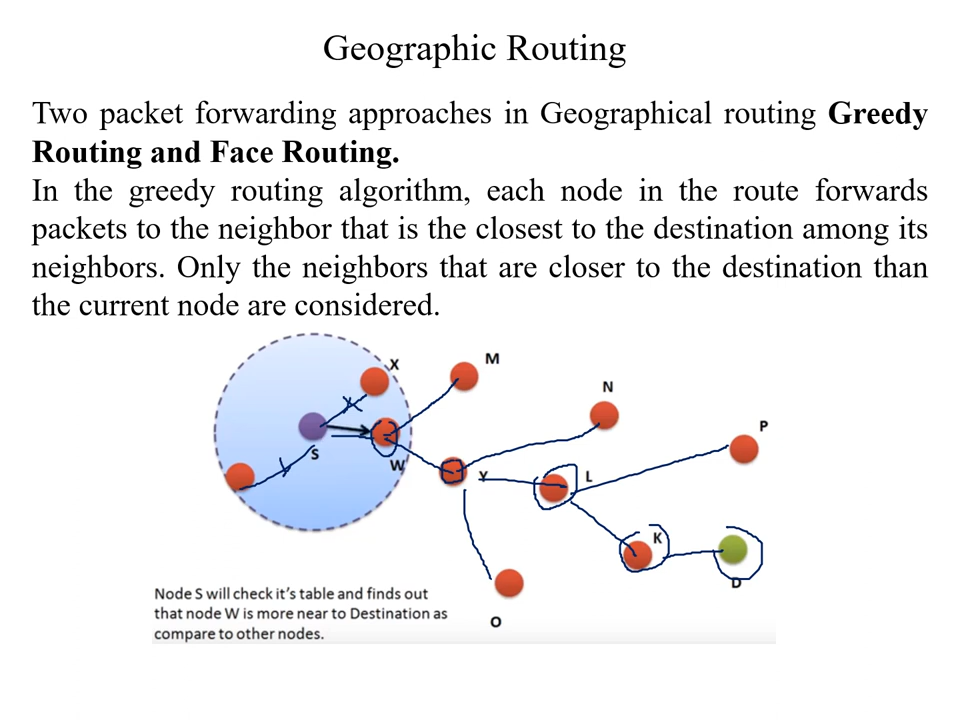 Geographic Routing
Two packet forwarding approaches in Geographical routing Greedy
Routing and Face Routing.
In the greedy routing algorithm, each node in the route forwards
packets to the neighbor that is the closest to the destination among its
neighbors. Only the neighbors that are closer to the destination than
the current node are considered.
X
M
N
P
S
W
Y
L
K
D
O
Node S will check it's table and finds out
that node W is more near to Destination as
compare to other nodes.